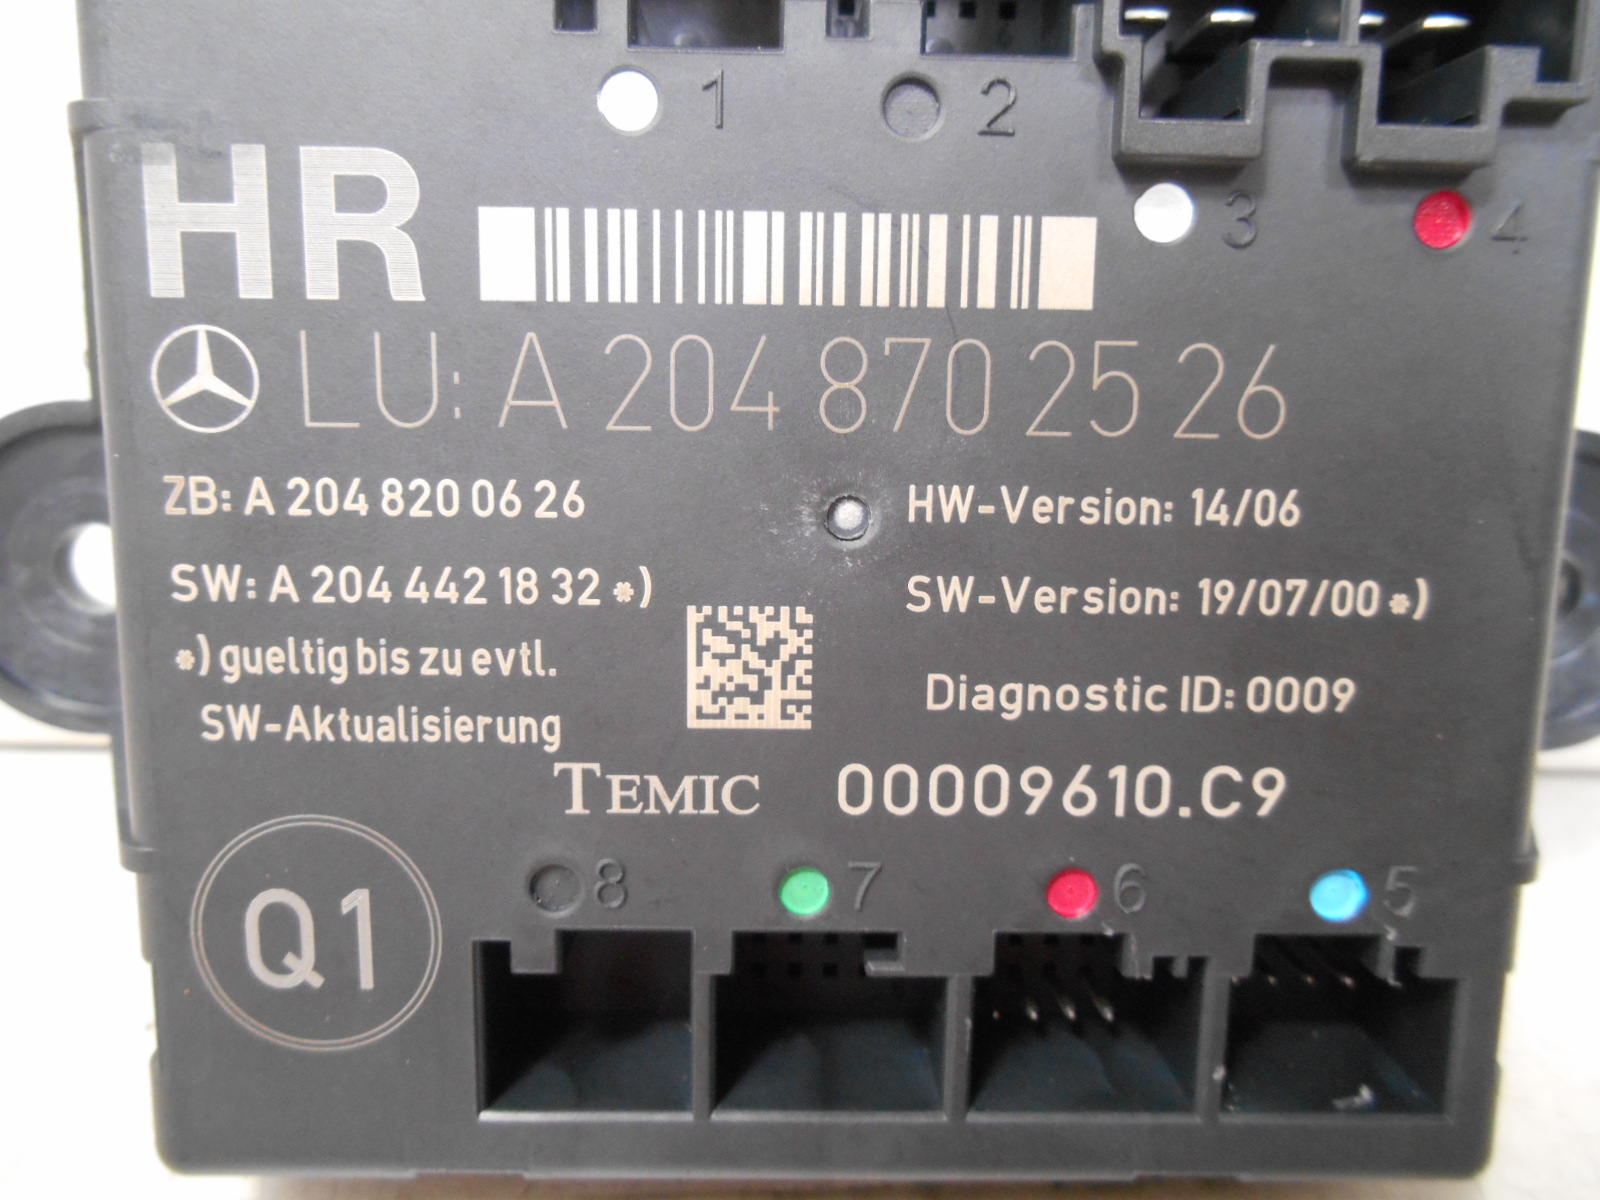 1 2
3 4
HR
LU: A 204 870 25 26
ZB: A 204 820 06 26
HW-Version: 14/06
SW: A 204 442 18 32 *)
SW-Version: 19/07/00 *)
*) gueltig bis zu evtl.
SW-Aktualisierung
Diagnostic ID: 0009
TEMIC 00009610.C9
8 7 6 5
Q1